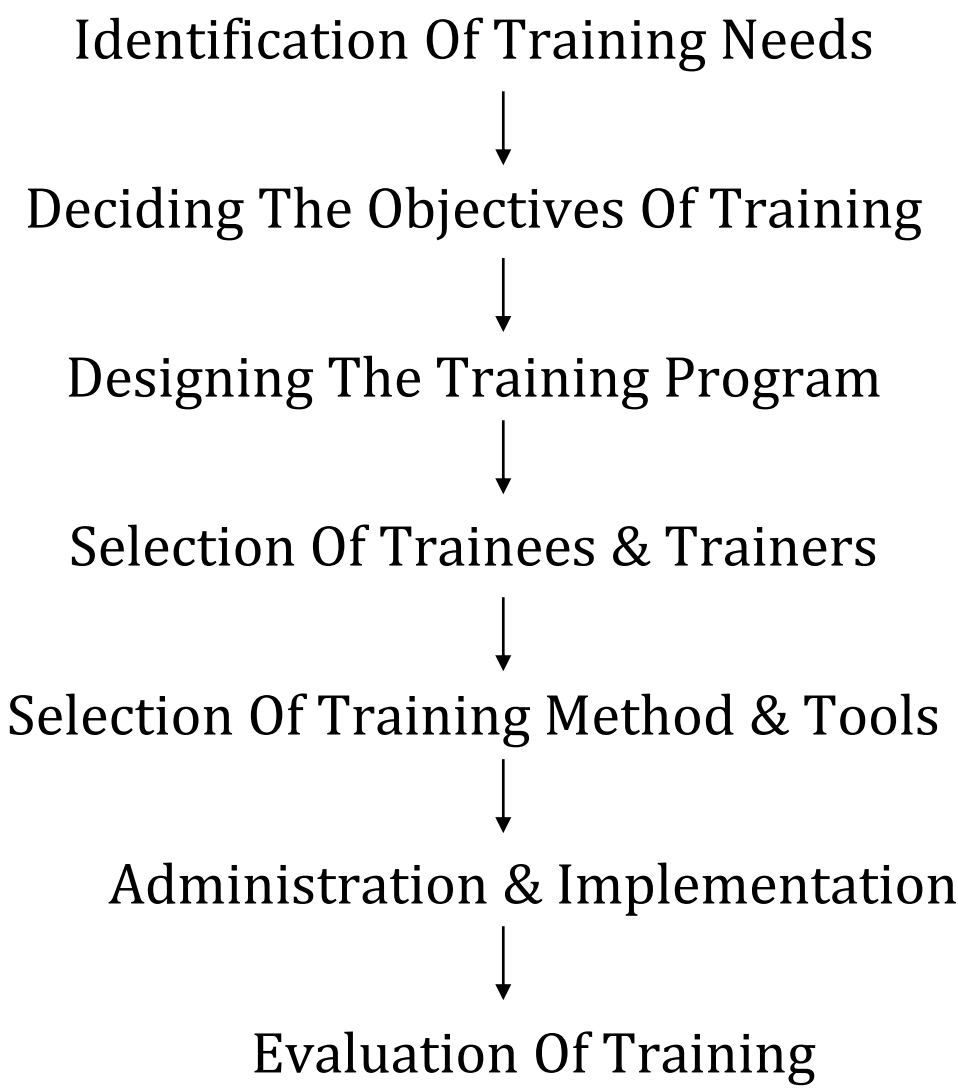 Identification Of Training Needs
Deciding The Objectives Of Training
Designing The Training Program
Selection Of Trainees & Trainers
Selection Of Training Method & Tools
Administration & Implementation
Evaluation Of Training